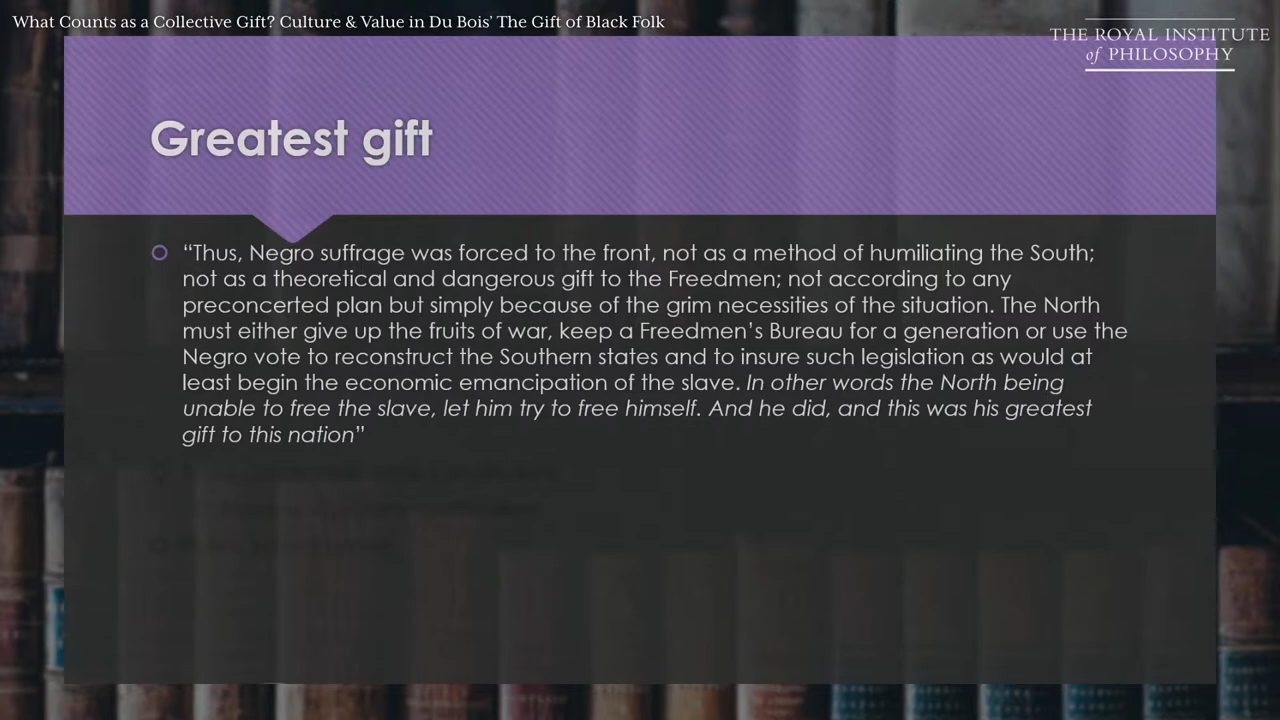 What Counts as a Collective Gift? Culture & Value in Du Bois’ The Gift of Black Folk
THE ROYAL INSTITUTE
of PHILOSOPHY
Greatest gift
“Thus, Negro suffrage was forced to the front, not as a method of humiliating the South;
not as a theoretical and dangerous gift to the Freedmen; not according to any
preconcerted plan but simply because of the grim necessities of the situation. The North
must either give up the fruits of war, keep a Freedmen’s Bureau for a generation or use the
Negro vote to reconstruct the Southern states and to insure such legislation as would at
least begin the economic emancipation of the slave. In other words the North being
unable to free the slave, let him try to free himself. And he did, and this was his greatest
gift to this nation”